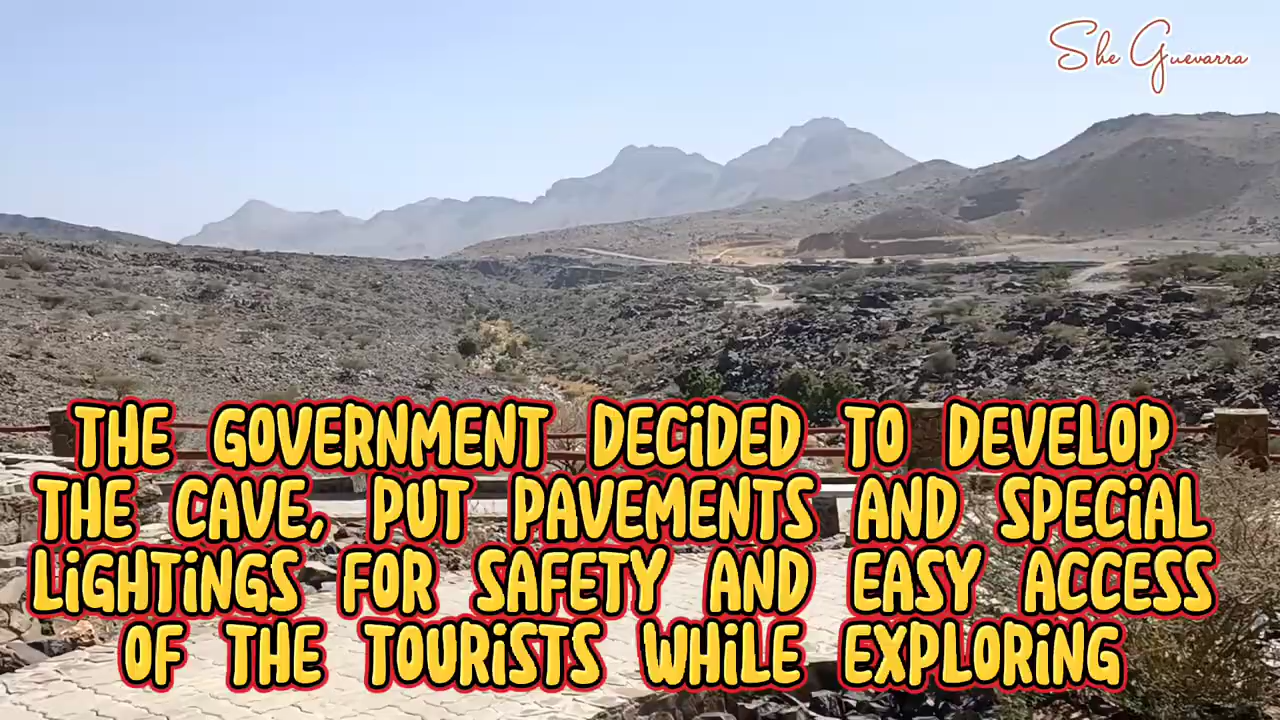 She Guevarra
THE GOVERNMENT DECIDED TO DEVELOP
THE CAVE, PUT PAVEMENTS AND SPECIAL
LIGHTINGS FOR SAFETY AND EASY ACCESS
OF THE TOURISTS WHILE EXPLORING